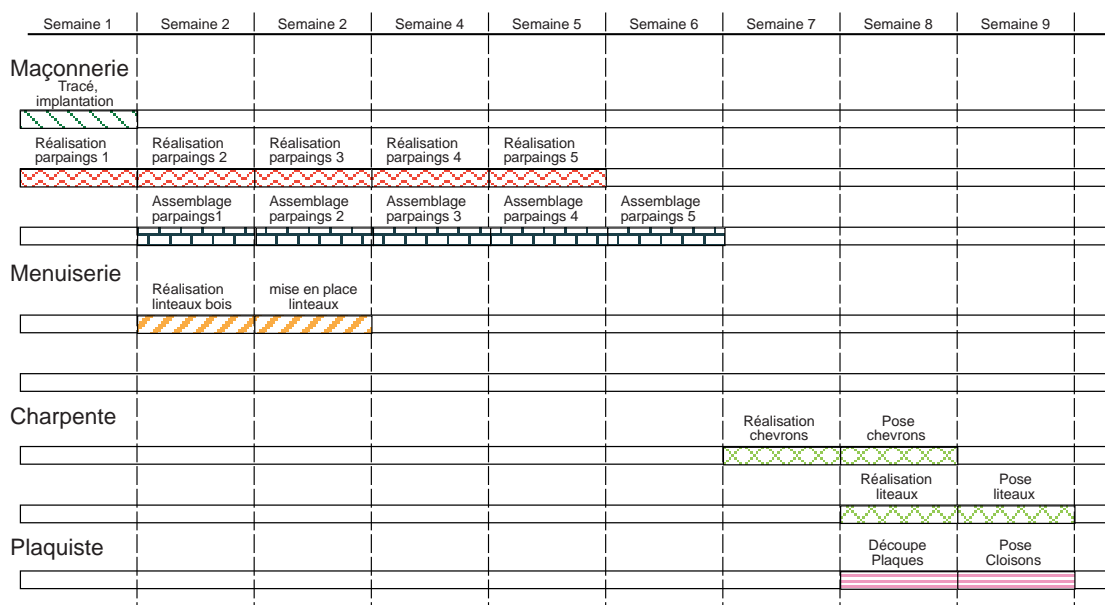 Semaine 1 Semaine 2 Semaine 2 Semaine 4 Semaine 5 Semaine 6 Semaine 7 Semaine 8 Semaine 9
Maçonnerie
Tracé,
implantation
Réalisation Réalisation Réalisation Réalisation Réalisation
parpaings 1 parpaings 2 parpaings 3 parpaings 4 parpaings 5
Assemblage Assemblage Assemblage Assemblage Assemblage
parpaings1 parpaings 2 parpaings 3 parpaings 4 parpaings 5
Menuiserie
Réalisation mise en place
linteaux bois linteaux
Charpente
Réalisation Pose
chevrons chevrons
Réalisation Pose
liteaux liteaux
Plaquiste
Découpe Pose
Plaques Cloisons